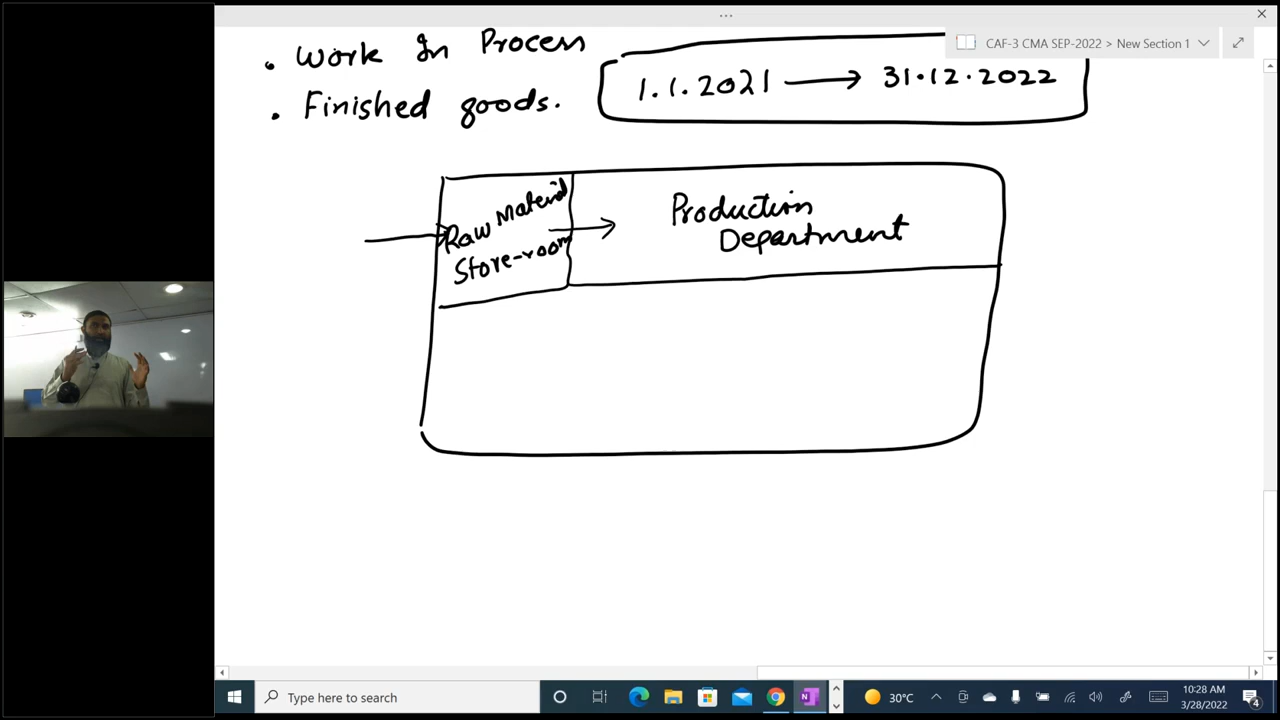 CAF-3 CMA SEP-2022 > New Section 1
• Work In Process
• Finished goods.
1.1.2021 → 31.12.2022
Raw Material
Store-room
Production
Department
Type here to search
30°C
10:28 AM
3/28/2022
4